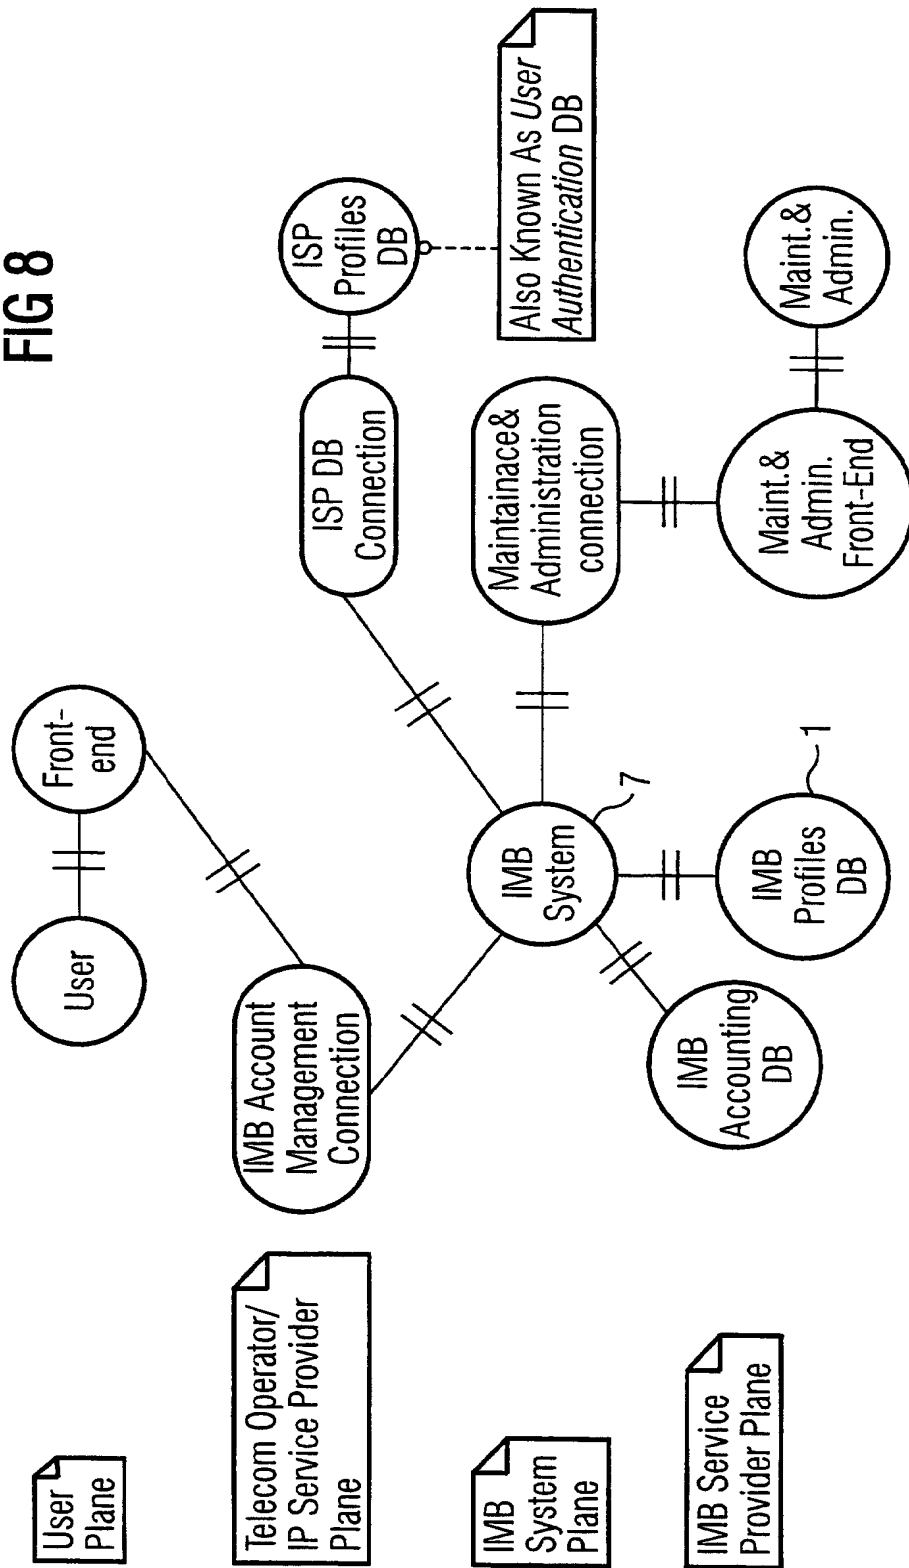 FIG 8
User
Plane
User
Front-
end
Telecom Operator/
IP Service Provider
Plane
IMB Account
Management
Connection
ISP DB
Connection
ISP
Profiles
DB
Also Known As User
Authentication DB
IMB
System
Plane
IMB
System
7
Maintainace&
Administration
connection
IMB Service
Provider Plane
IMB
Accounting
DB
IMB
Profiles
DB
1
Maint.&
Admin.
Front-End
Maint.&
Admin.